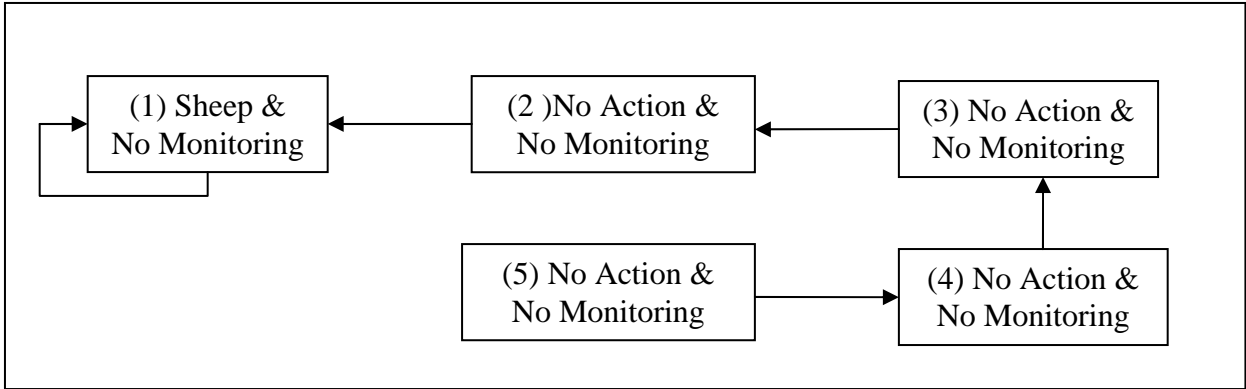 (1) Sheep &
No Monitoring
(2 )No Action &
No Monitoring
(3) No Action &
No Monitoring
(5) No Action &
No Monitoring
(4) No Action &
No Monitoring